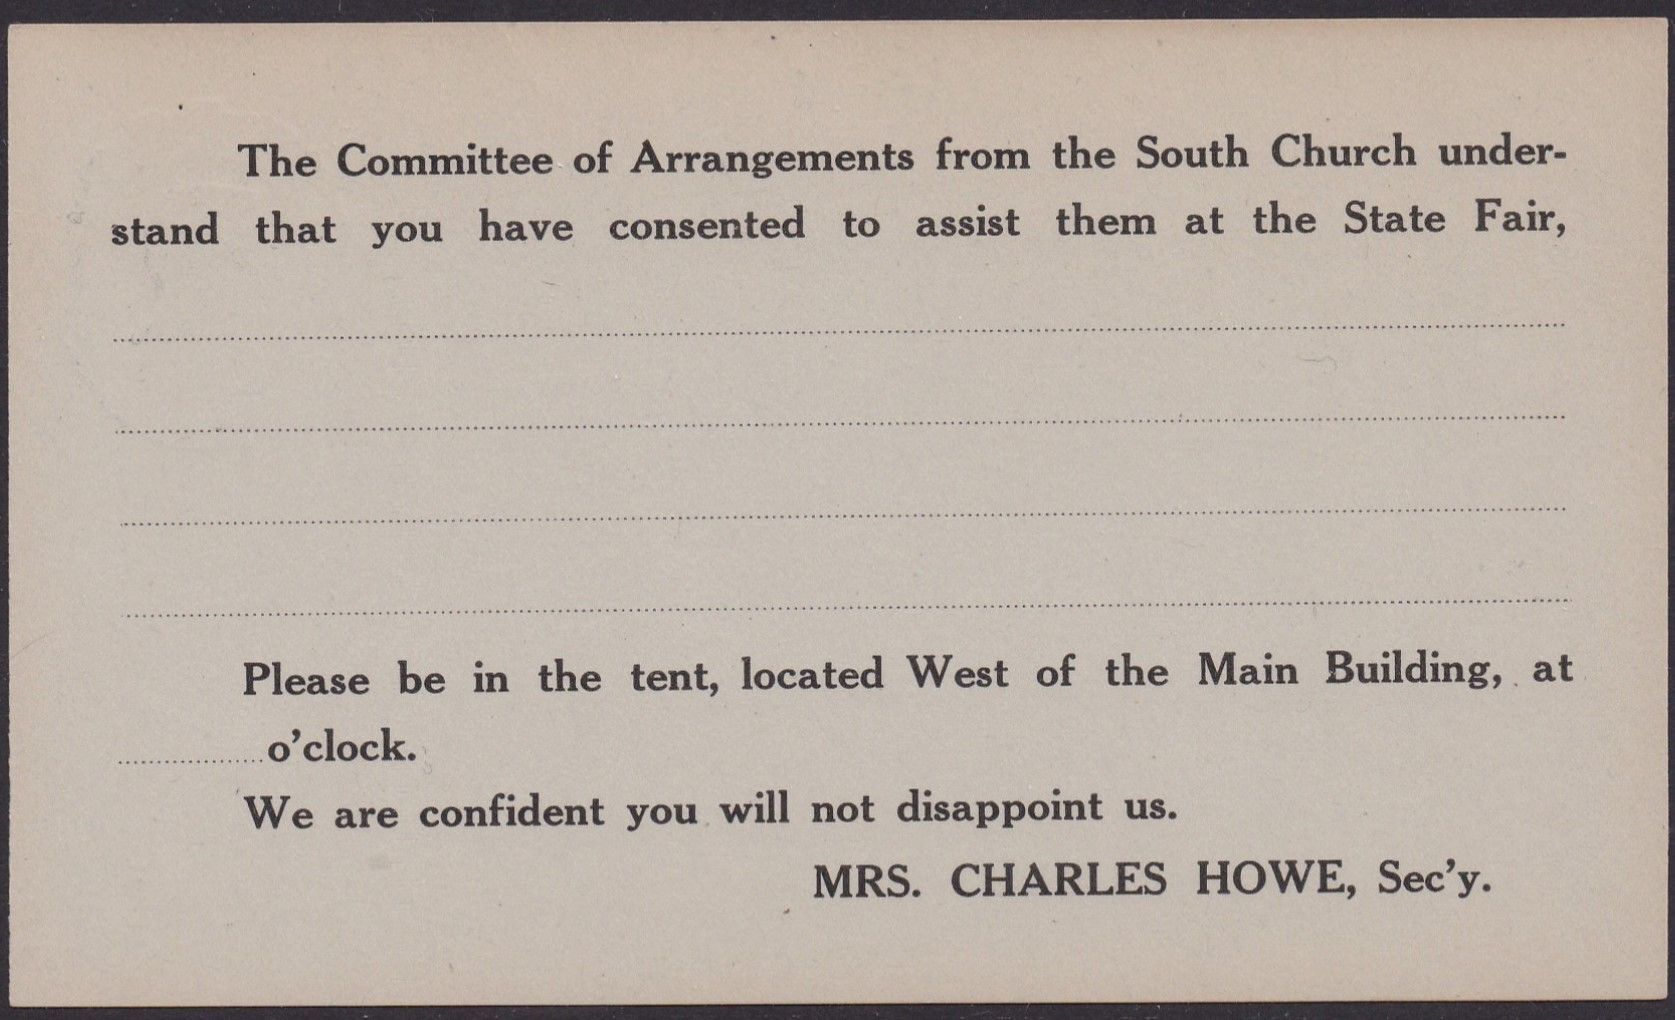 The Committee of Arrangements from the South Church under-
stand that you have consented to assist them at the State Fair,
Please be in the tent, located West of the Main Building, at
o'clock.
We are confident you will not disappoint us.
MRS. CHARLES HOWE, Sec'y.